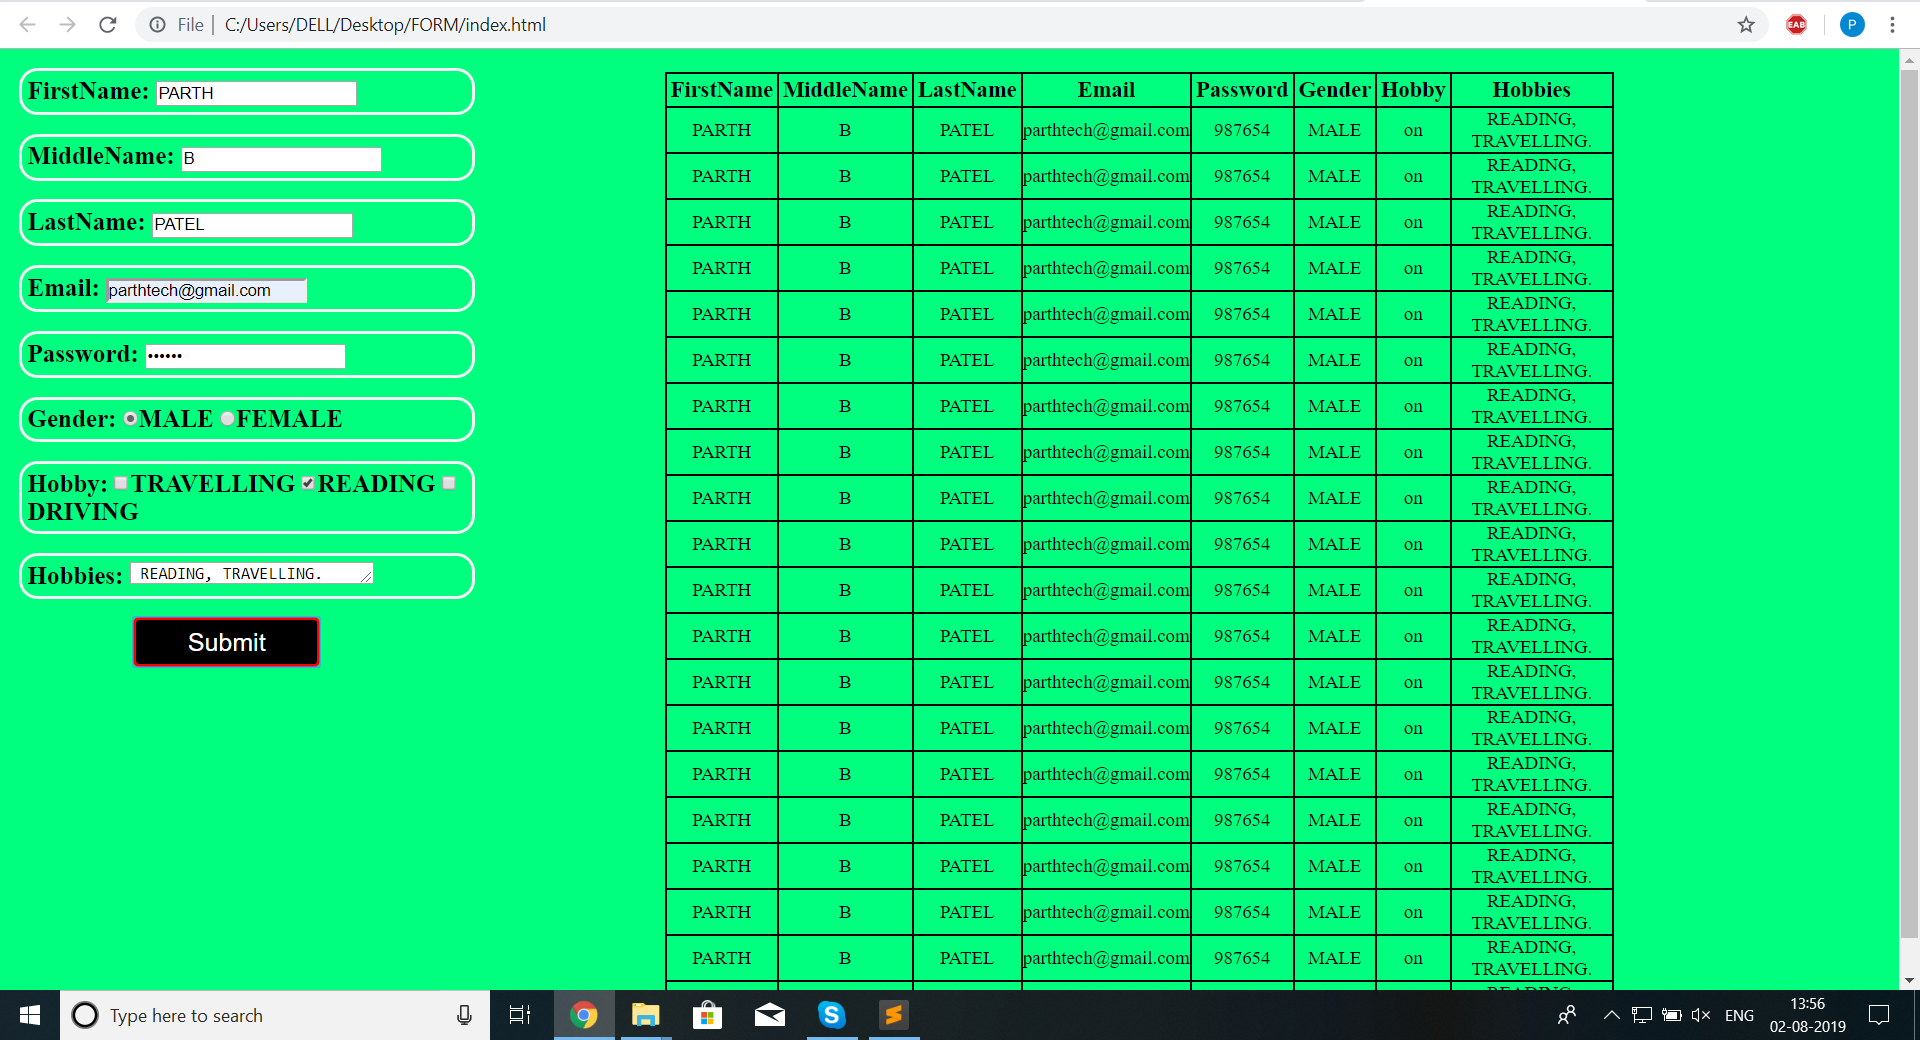 File | C:/Users/DELL/Desktop/FORM/index.html
EAB
P
FirstName: PARTH
MiddleName: B
LastName: PATEL
Email: parthtech@gmail.com
Password: ••••••
Gender: MALE FEMALE
Hobby: TRAVELLING READING
DRIVING
Hobbies: READING, TRAVELLING.
Submit
FirstName MiddleName LastName Email Password Gender Hobby Hobbies
PARTH B PATEL parthtech@gmail.com 987654 MALE on READING,
TRAVELLING.
PARTH B PATEL parthtech@gmail.com 987654 MALE on READING,
TRAVELLING.
PARTH B PATEL parthtech@gmail.com 987654 MALE on READING,
TRAVELLING.
PARTH B PATEL parthtech@gmail.com 987654 MALE on READING,
TRAVELLING.
PARTH B PATEL parthtech@gmail.com 987654 MALE on READING,
TRAVELLING.
PARTH B PATEL parthtech@gmail.com 987654 MALE on READING,
TRAVELLING.
PARTH B PATEL parthtech@gmail.com 987654 MALE on READING,
TRAVELLING.
PARTH B PATEL parthtech@gmail.com 987654 MALE on READING,
TRAVELLING.
PARTH B PATEL parthtech@gmail.com 987654 MALE on READING,
TRAVELLING.
PARTH B PATEL parthtech@gmail.com 987654 MALE on READING,
TRAVELLING.
PARTH B PATEL parthtech@gmail.com 987654 MALE on READING,
TRAVELLING.
PARTH B PATEL parthtech@gmail.com 987654 MALE on READING,
TRAVELLING.
PARTH B PATEL parthtech@gmail.com 987654 MALE on READING,
TRAVELLING.
PARTH B PATEL parthtech@gmail.com 987654 MALE on READING,
TRAVELLING.
PARTH B PATEL parthtech@gmail.com 987654 MALE on READING,
TRAVELLING.
PARTH B PATEL parthtech@gmail.com 987654 MALE on READING,
TRAVELLING.
PARTH B PATEL parthtech@gmail.com 987654 MALE on READING,
TRAVELLING.
PARTH B PATEL parthtech@gmail.com 987654 MALE on READING,
TRAVELLING.
PARTH B PATEL parthtech@gmail.com 987654 MALE on READING,
TRAVELLING.
Type here to search
ENG
13:56
02-08-2019